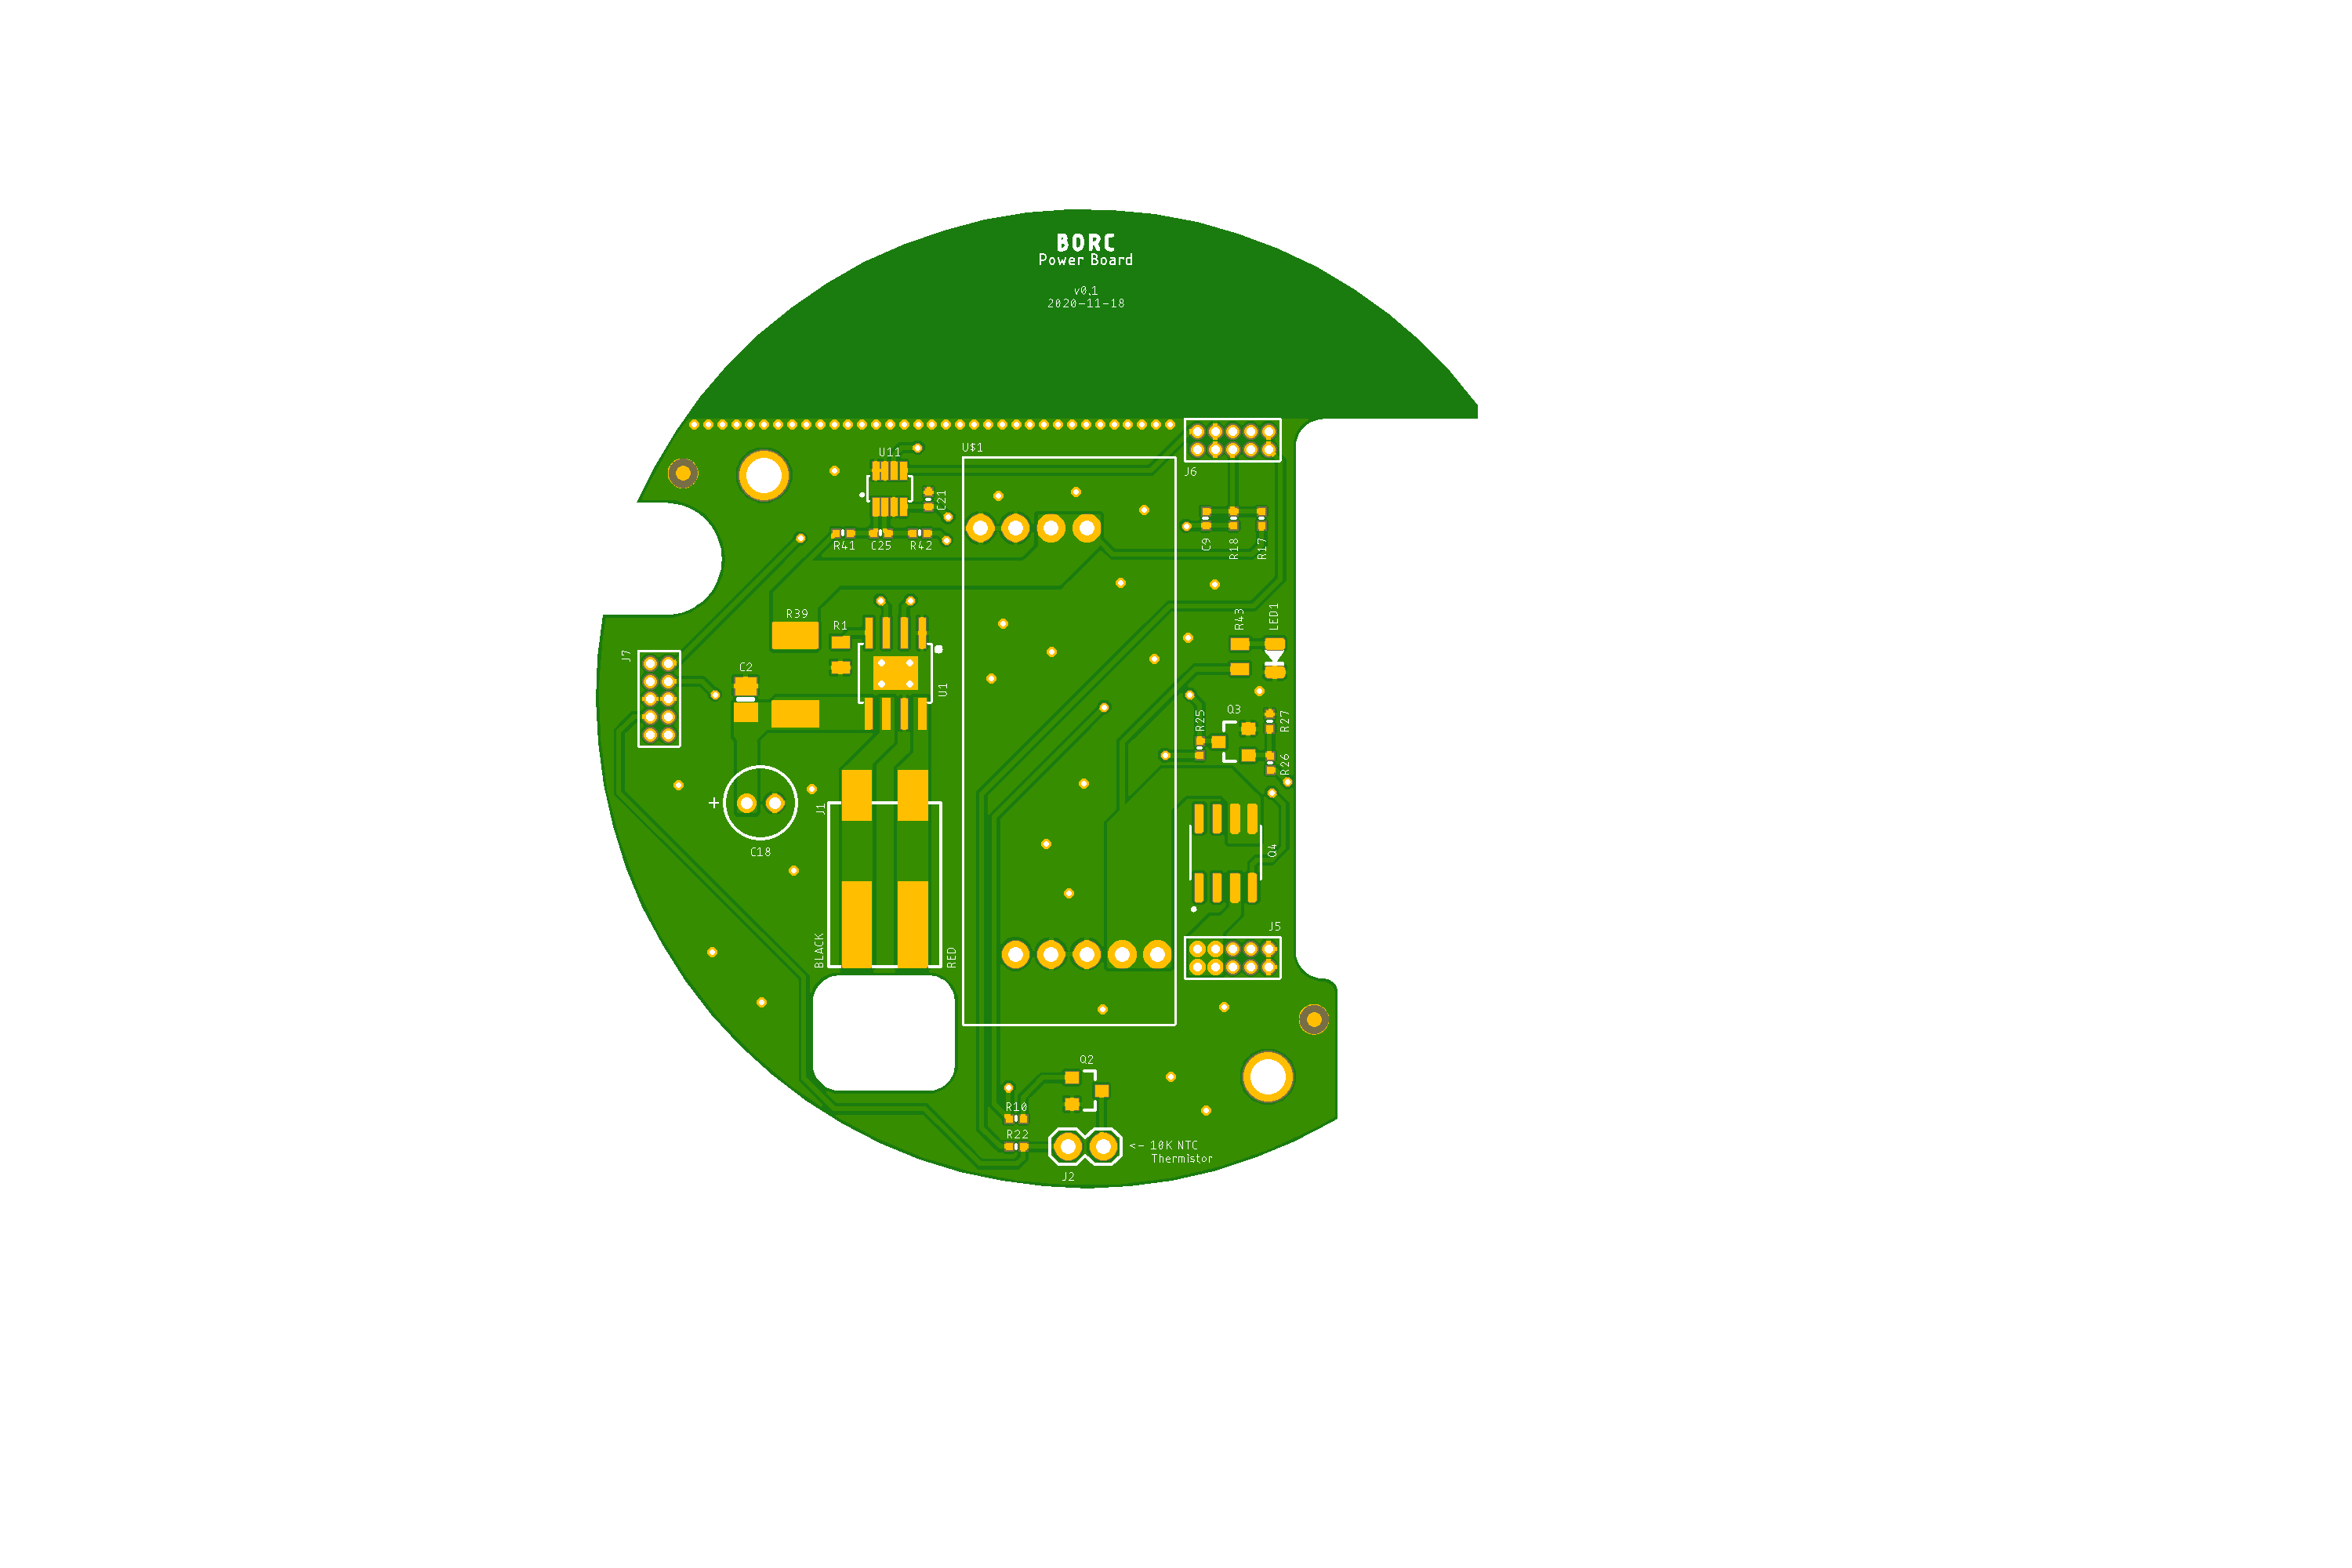 BORC
Power Board
v0.1
2020-11-18
U11
U$1
J6
C21
R41
C25
R42
C9
R18
R17
R39
R1
R43
LED1
J7
C2
U1
Q3
R25
R27
R26
+
J1
C18
Q4
BLACK
RED
J5
Q2
R10
R22
<- 10K NTC
Thermistor
J2